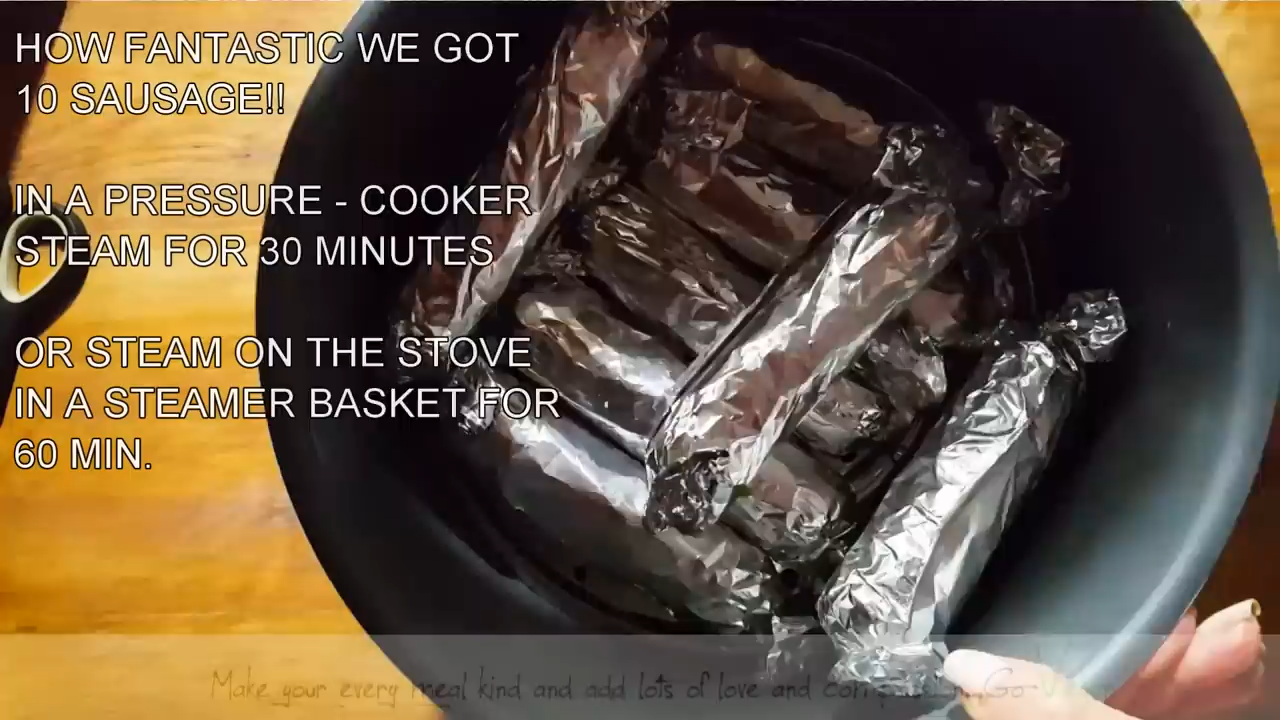 HOW FANTASTIC WE GOT
10 SAUSAGE!!
IN A PRESSURE - COOKER
STEAM FOR 30 MINUTES
OR STEAM ON THE STOVE
IN A STEAMER BASKET FOR
60 MIN.
Make your every meal kind and add lots of love and Go